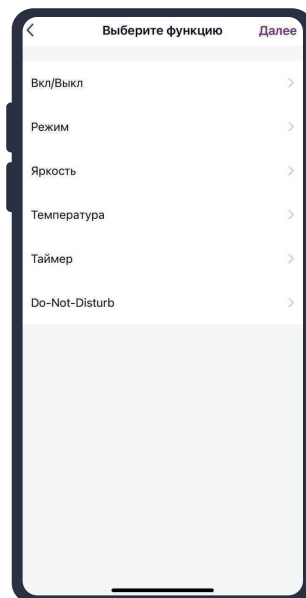 Выберите функцию Далее
Вкл/Выкл
Режим
Яркость
Температура
Таймер
Do-Not-Disturb